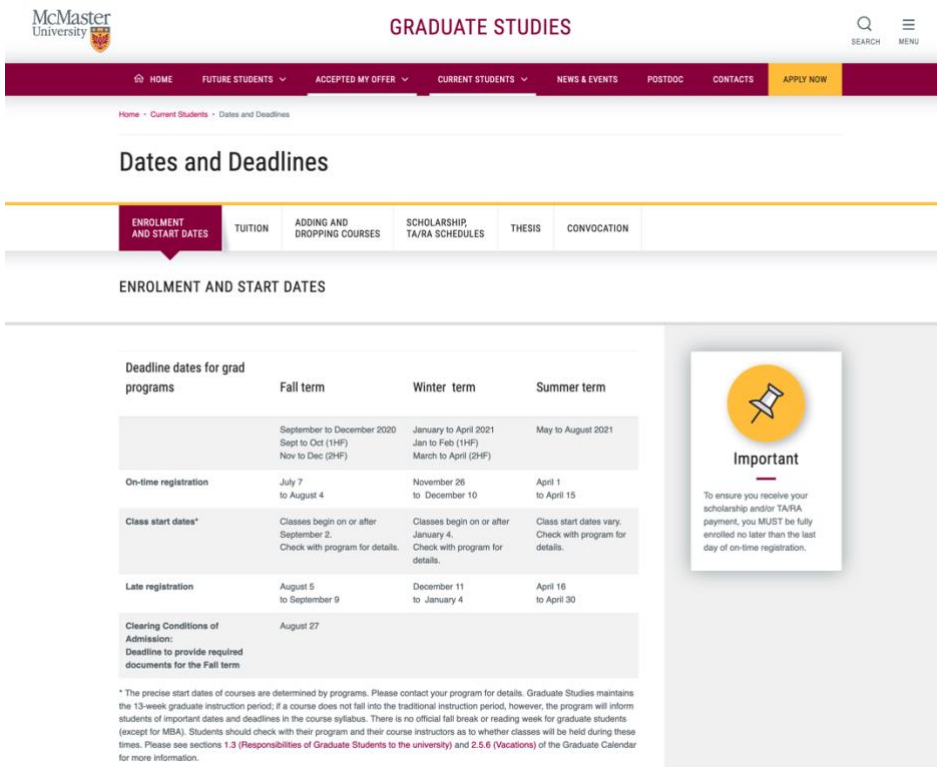 McMaster
University
GRADUATE STUDIES
SEARCH
MENU
HOME
FUTURE STUDENTS
ACCEPTED MY OFFER
CURRENT STUDENTS
NEWS & EVENTS
POSTDOC
CONTACTS
APPLY NOW
Home • Current Students • Dates and Deadlines
Dates and Deadlines
ENROLMENT
AND START DATES
TUITION
ADDING AND
DROPPING COURSES
SCHOLARSHIP,
TA/RA SCHEDULES
THESIS
CONVOCATION
ENROLMENT AND START DATES
Deadline dates for grad
programs
Fall term
Winter term
Summer term
September to December 2020
Sept to Oct (1HF)
Nov to Dec (2HF)
January to April 2021
Jan to Feb (1HF)
March to April (2HF)
May to August 2021
On-time registration
July 7
to August 4
November 26
to December 10
April 1
to April 15
Class start dates*
Classes begin on or after
September 2.
Check with program for details.
Classes begin on or after
January 4.
Check with program for
details.
Class start dates vary.
Check with program for
details.
Late registration
August 5
to September 9
December 11
to January 4
April 16
to April 30
Clearing Conditions of
Admission:
Deadline to provide required
documents for the Fall term
August 27
* The precise start dates of courses are determined by programs. Please contact your program for details. Graduate Studies maintains
the 13-week graduate instruction period; if a course does not fall into the traditional instruction period, however, the program will inform
students of important dates and deadlines in the course syllabus. There is no official fall break or reading week for graduate students
(except for MBA). Students should check with their program and their course instructors as to whether classes will be held during these
times. Please see sections 1.3 (Responsibilities of Graduate Students to the university) and 2.5.6 (Vacations) of the Graduate Calendar
for more information.
Important
To ensure you receive your
scholarship and/or TA/RA
payment, you MUST be fully
enrolled no later than the last
day of on-time registration.